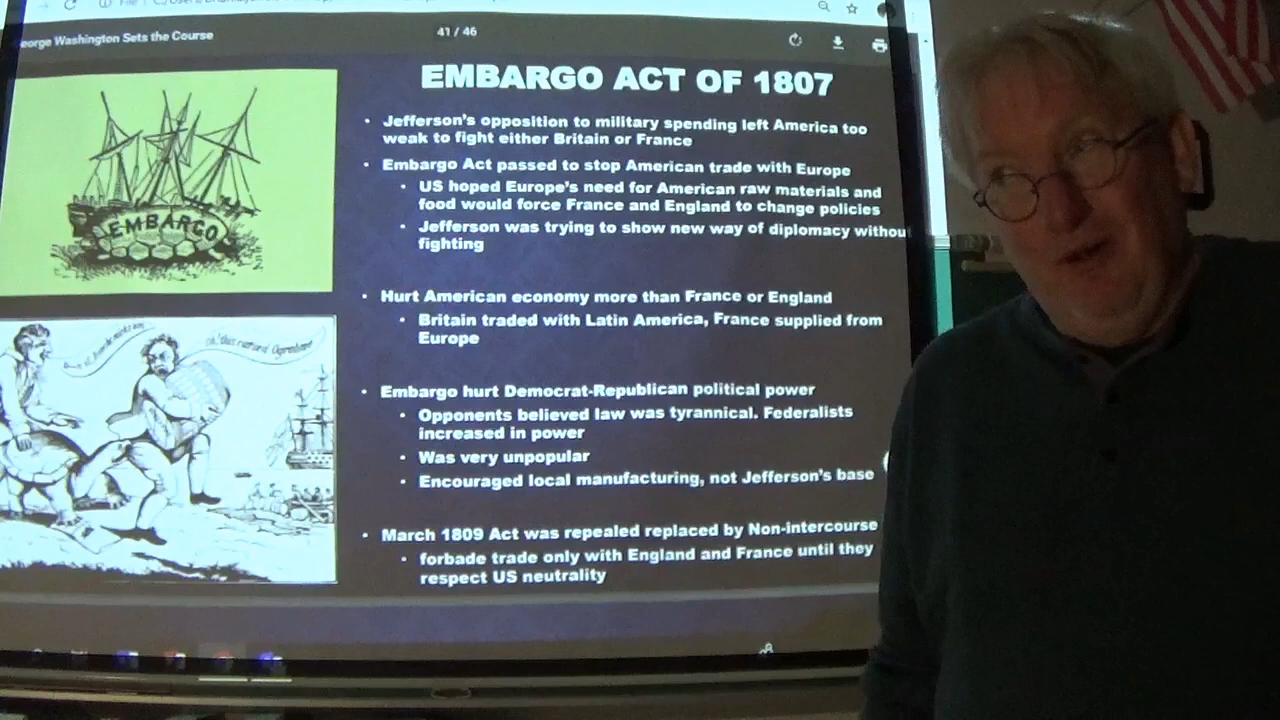 eorge Washington Sets the Course
41 / 46
EMBARGO ACT OF 1807
• Jefferson's opposition to military spending left America too
weak to fight either Britain or France
• Embargo Act passed to stop American trade with Europe
• US hoped Europe's need for American raw materials and
food would force France and England to change policies
• Jefferson was trying to show new way of diplomacy withou
fighting
• Hurt American economy more than France or England
• Britain traded with Latin America, France supplied from
Europe
• Embargo hurt Democrat-Republican political power
• Opponents believed law was tyrannical. Federalists
increased in power
• Was very unpopular
• Encouraged local manufacturing, not Jefferson's base
• March 1809 Act was repealed replaced by Non-intercourse
• forbade trade only with England and France until they
respect US neutrality
EMBARGO